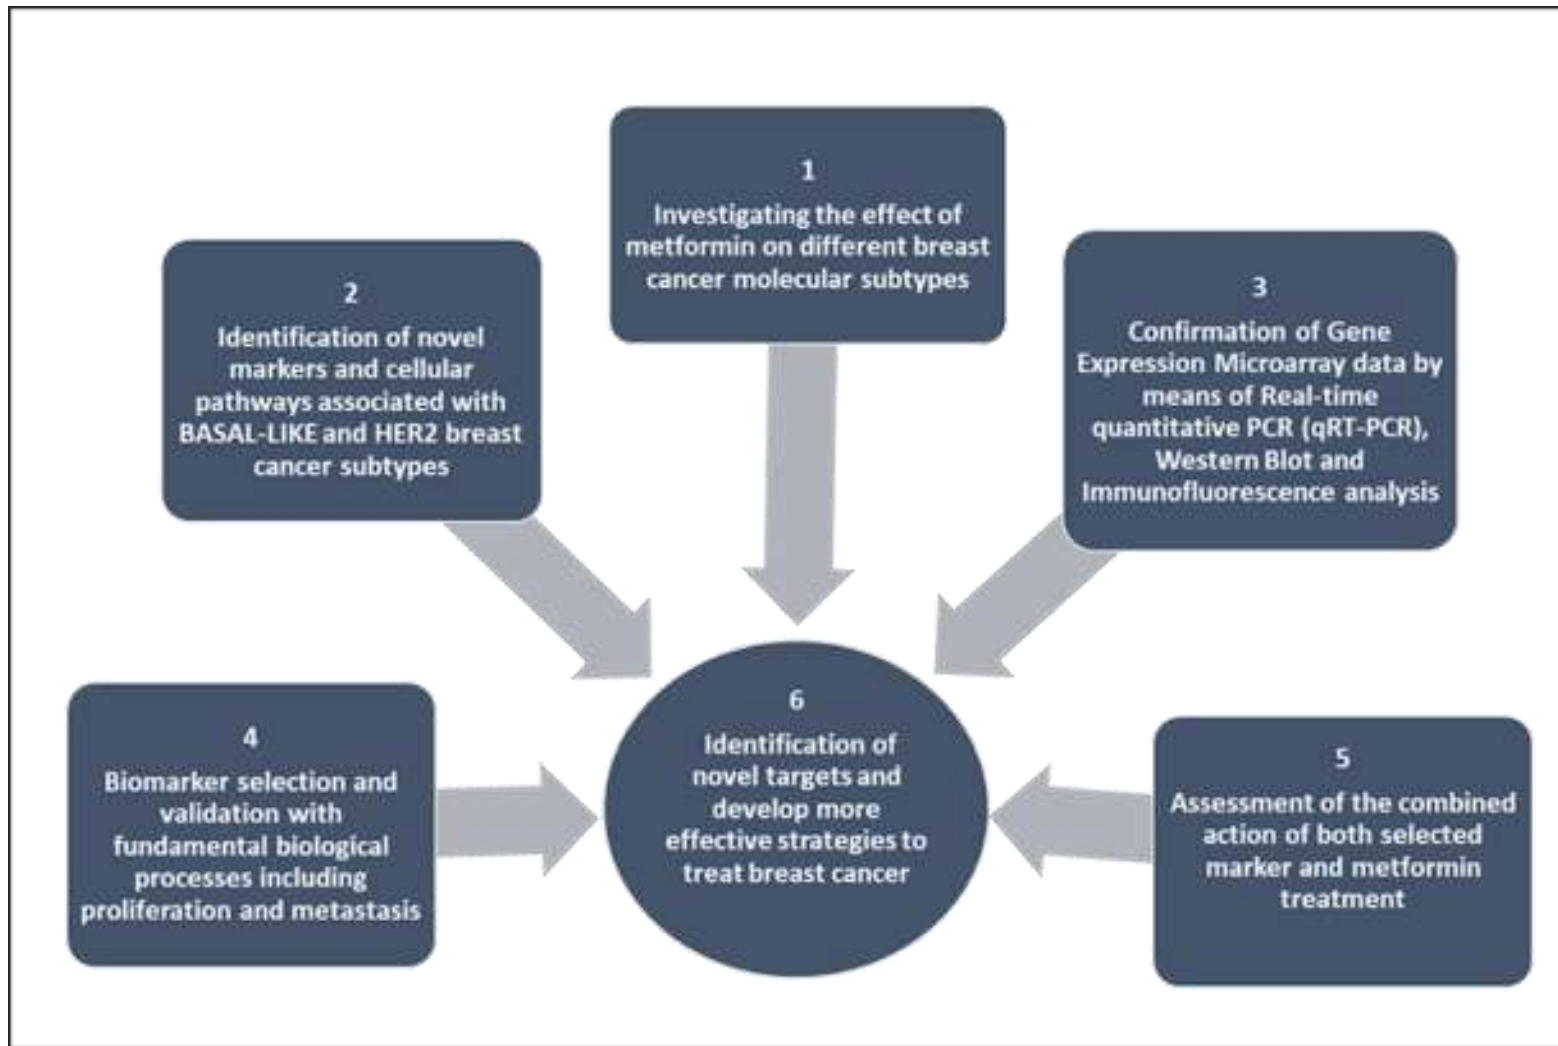 1
Investigating the effect of
metformin on different breast
cancer molecular subtypes
2
Identification of novel
markers and cellular
pathways associated with
BASAL-LIKE and HER2 breast
cancer subtypes
3
Confirmation of Gene
Expression Microarray data by
means of Real-time
quantitative PCR (qRT-PCR),
Western Blot and
Immunofluorescence analysis
4
Biomarker selection and
validation with
fundamental biological
processes including
proliferation and metastasis
5
Assessment of the combined
action of both selected
marker and metformin
treatment
6
Identification of
novel targets and
develop more
effective strategies to
treat breast cancer